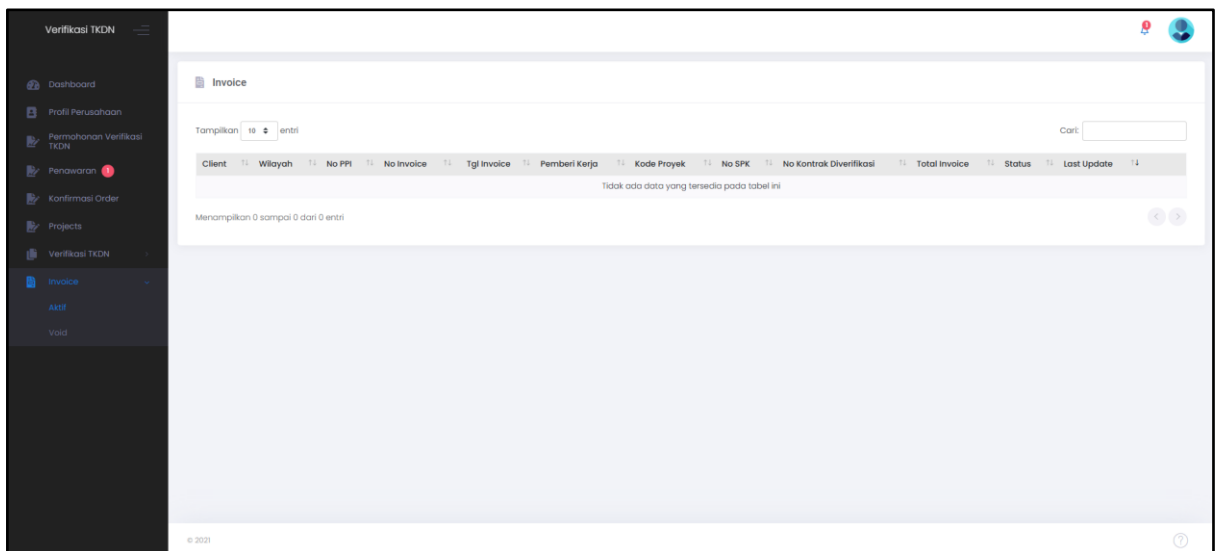 Verifikasi TKDN
1
Dashboard
Profil Perusahaan
Permohonan Verifikasi
TKDN
Penawaran 1
Konfirmasi Order
Projects
Verifikasi TKDN
Invoice
Aktif
Void
Invoice
Tampilkan 10 entri
Cari:
Client Wilayah No PPI No Invoice Tgl Invoice Pemberi Kerja Kode Proyek No SPK No Kontrak Diverifikasi Total Invoice Status Last Update
Tidak ada data yang tersedia pada tabel ini
Menampilkan 0 sampai 0 dari 0 entri
© 2021